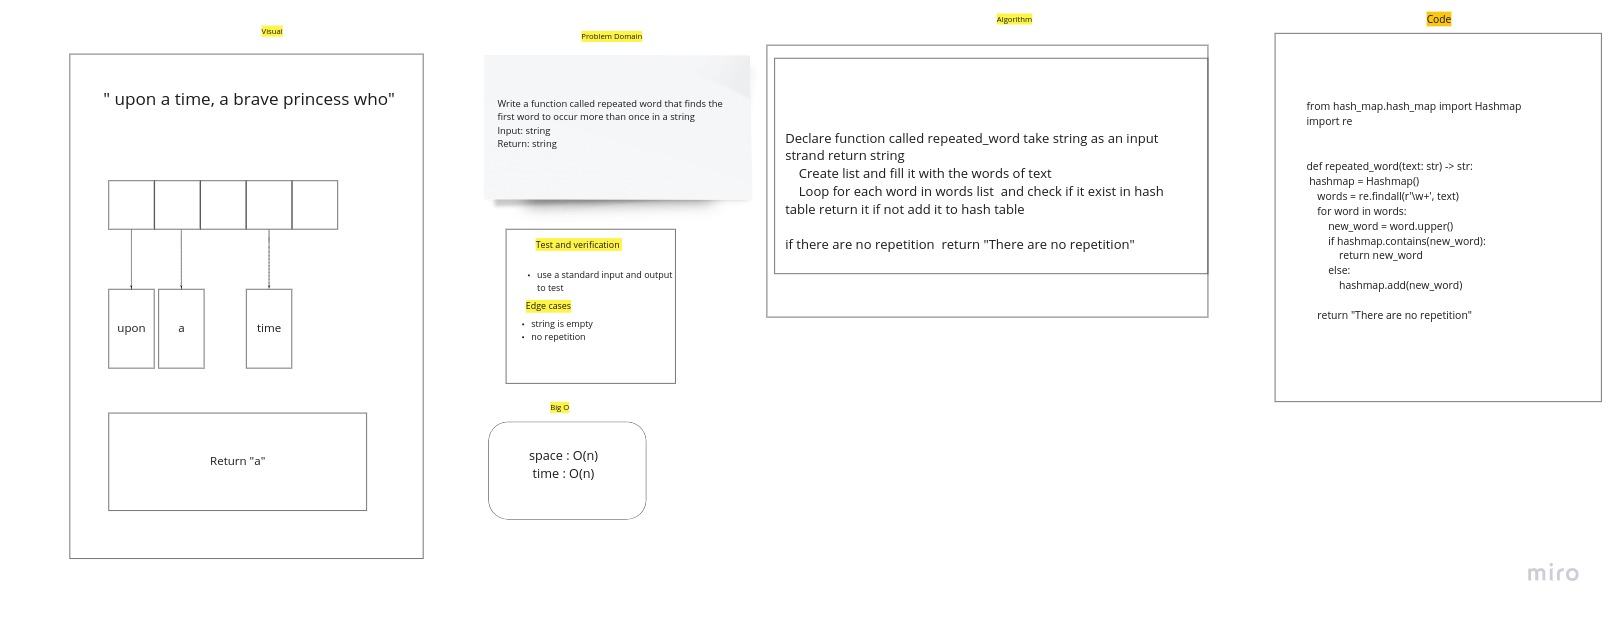 Visual
" upon a time, a brave princess who"
upon
a
time
Return "a"
Problem Domain
Write a function called repeated word that finds the
first word to occur more than once in a string
Input: string
Return: string
Test and verification
• use a standard input and output
to test
Edge cases
• string is empty
• no repetition
Big O
space : O(n)
time : O(n)
Algorithm
Declare function called repeated_word take string as an input
strand return string
Create list and fill it with the words of text
Loop for each word in words list  and check if it exist in hash
table return it if not add it to hash table
if there are no repetition  return "There are no repetition"
Code
from hash_map.hash_map import Hashmap
import re
def repeated_word(text: str) -> str:
 hashmap = Hashmap()
    words = re.findall(r'\w+', text)
    for word in words:
        new_word = word.upper()
        if hashmap.contains(new_word):
            return new_word
        else:
            hashmap.add(new_word)
    return "There are no repetition"
miro